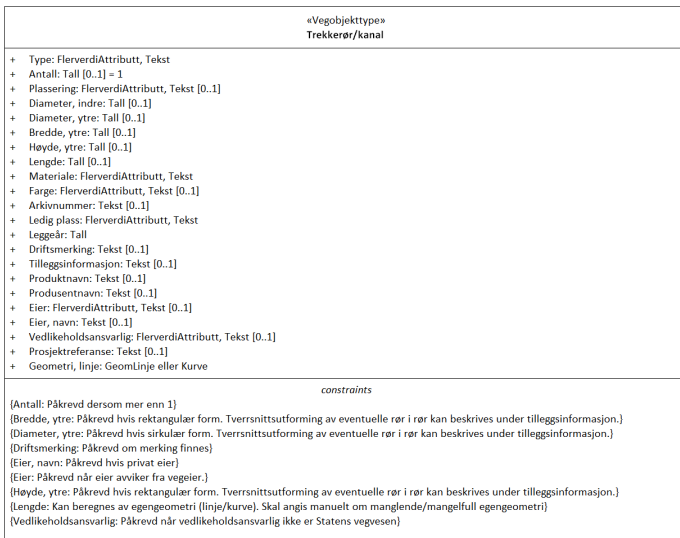 «Vegobjekttype»
Trekkerør/kanal
+ Type: FlerverdiAttributt, Tekst
+ Antall: Tall [0..1] = 1
+ Plassering: FlerverdiAttributt, Tekst [0..1]
+ Diameter, indre: Tall [0..1]
+ Diameter, ytre: Tall [0..1]
+ Bredde, ytre: Tall [0..1]
+ Høyde, ytre: Tall [0..1]
+ Lengde: Tall [0..1]
+ Materiale: FlerverdiAttributt, Tekst
+ Farge: FlerverdiAttributt, Tekst [0..1]
+ Arkivnummer: Tekst [0..1]
+ Ledig plass: FlerverdiAttributt, Tekst
+ Leggeår: Tall
+ Driftsmerking: Tekst [0..1]
+ Tilleggsinformasjon: Tekst [0..1]
+ Produktnavn: Tekst [0..1]
+ Produsentnavn: Tekst [0..1]
+ Eier: FlerverdiAttributt, Tekst [0..1]
+ Eier, navn: Tekst [0..1]
+ Vedlikeholdsansvarlig: FlerverdiAttributt, Tekst [0..1]
+ Prosjektreferanse: Tekst [0..1]
+ Geometri, linje: GeomLinje eller Kurve
constraints
{Antall: Påkrevd dersom mer enn 1}
{Bredde, ytre: Påkrevd hvis rektangulær form. Tverrsnittsutforming av eventuelle rør i rør kan beskrives under tilleggsinformasjon.}
{Diameter, ytre: Påkrevd hvis sirkulær form. Tverrsnittsutforming av eventuelle rør i rør kan beskrives under tilleggsinformasjon.}
{Driftsmerking: Påkrevd om merking finnes}
{Eier, navn: Påkrevd hvis privat eier}
{Eier: Påkrevd når eier avviker fra vegeier.}
{Høyde, ytre: Påkrevd hvis rektangulær form. Tverrsnittsutforming av eventuelle rør i rør kan beskrives under tilleggsinformasjon.}
{Lengde: Kan beregnes av egengeometri (linje/kurve). Skal angis manuelt om manglende/mangelfull egengeometri}
{Vedlikeholdsansvarlig: Påkrevd når vedlikeholdsansvarlig ikke er Statens vegvesen}